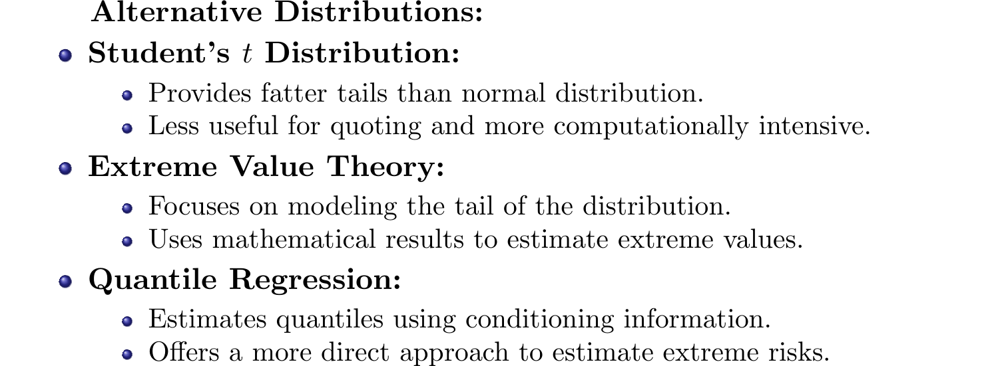 Alternative Distributions:
Student's t Distribution:
Provides fatter tails than normal distribution.
Less useful for quoting and more computationally intensive.
Extreme Value Theory:
Focuses on modeling the tail of the distribution.
Uses mathematical results to estimate extreme values.
Quantile Regression:
Estimates quantiles using conditioning information.
Offers a more direct approach to estimate extreme risks.